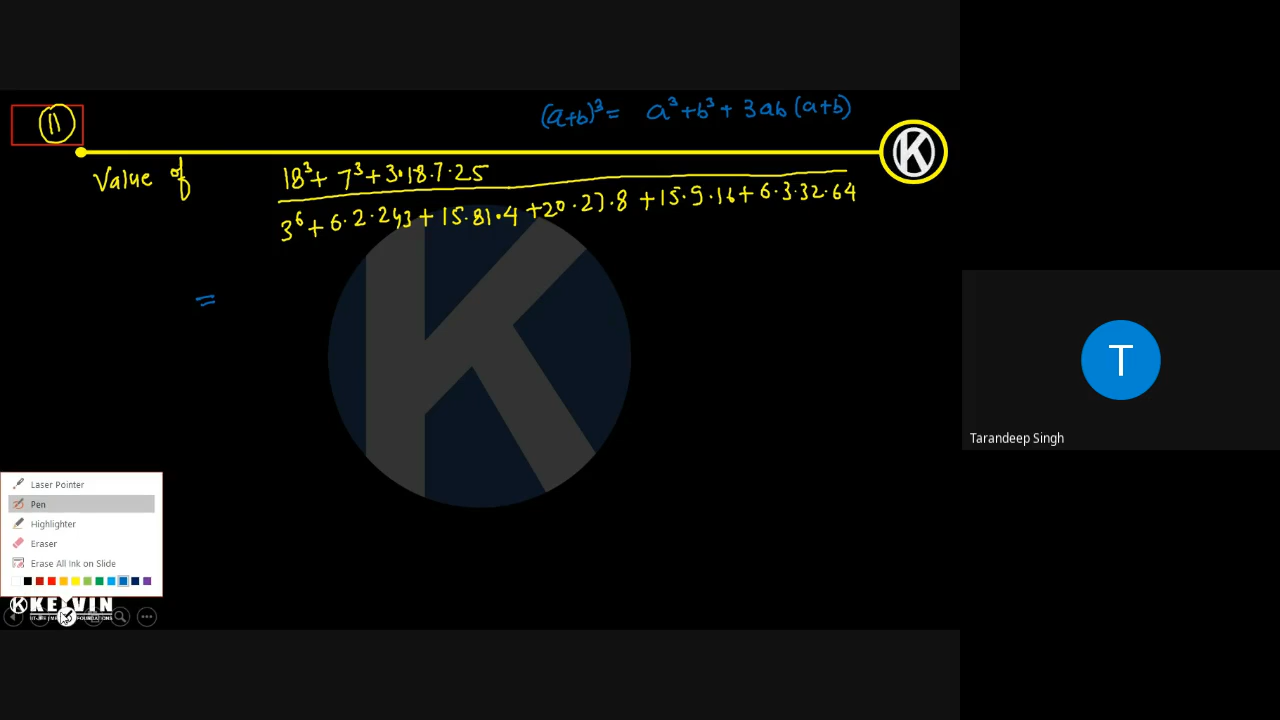 (a+b)³ = a³+b³+ 3ab(a+b)
11
K
Value of
18³+ 7³+3·18·7·25
3⁶+6·2·243+15·81·4+20·27·8+15·9·16+6·3·32·64
=
T
Tarandeep Singh
Laser Pointer
Pen
Highlighter
Eraser
Erase All Ink on Slide
KELVIN